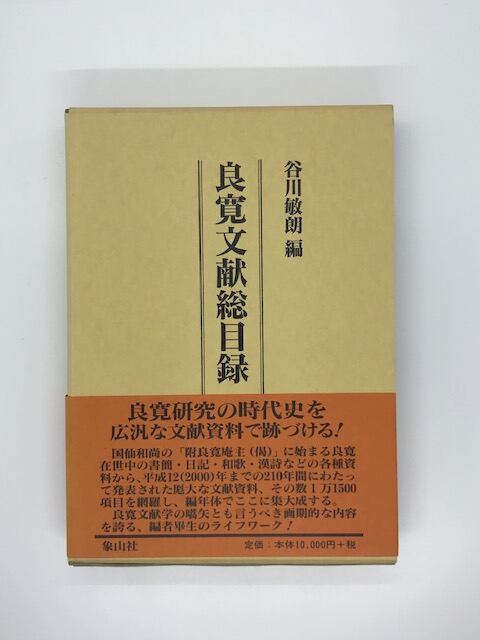 谷川敏朗 編
良寛文献総目録
良寛研究の時代史を
広汎な文献資料で跡づける!
国仙和尚の「附良寛庵主(偈)」に始まる良寛
在世中の書簡・日記・和歌・漢詩などの各種資
料から、平成12(2000)年までの210年間にわたっ
て発表された厖大な文献資料、その数1万1500
項目を網羅し、編年体でここに集大成する。
良寛文献学の嚆矢とも言うべき画期的な内容
を誇る、編者畢生のライフワーク!
象山社
定価:本体10,000円+税